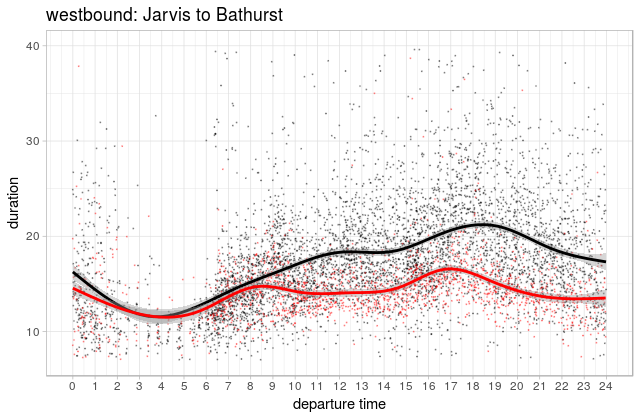 westbound: Jarvis to Bathurst
40
30
20
10
duration
0 1 2 3 4 5 6 7 8 9 10 11 12 13 14 15 16 17 18 19 20 21 22 23 24
departure time